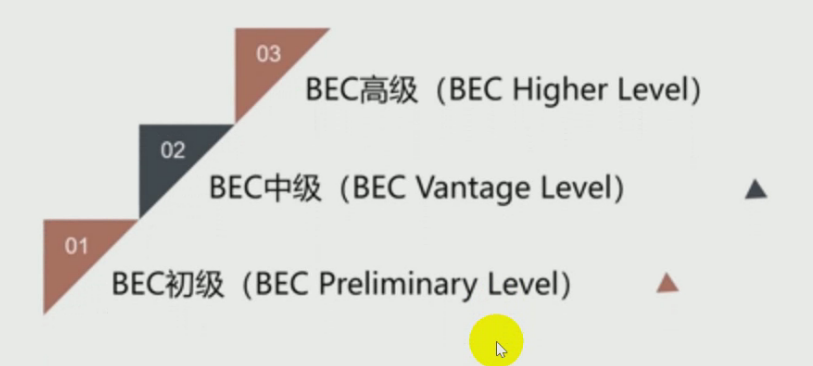 03
BEC高级（BEC Higher Level）
02
BEC中级（BEC Vantage Level）
01
BEC初级（BEC Preliminary Level）